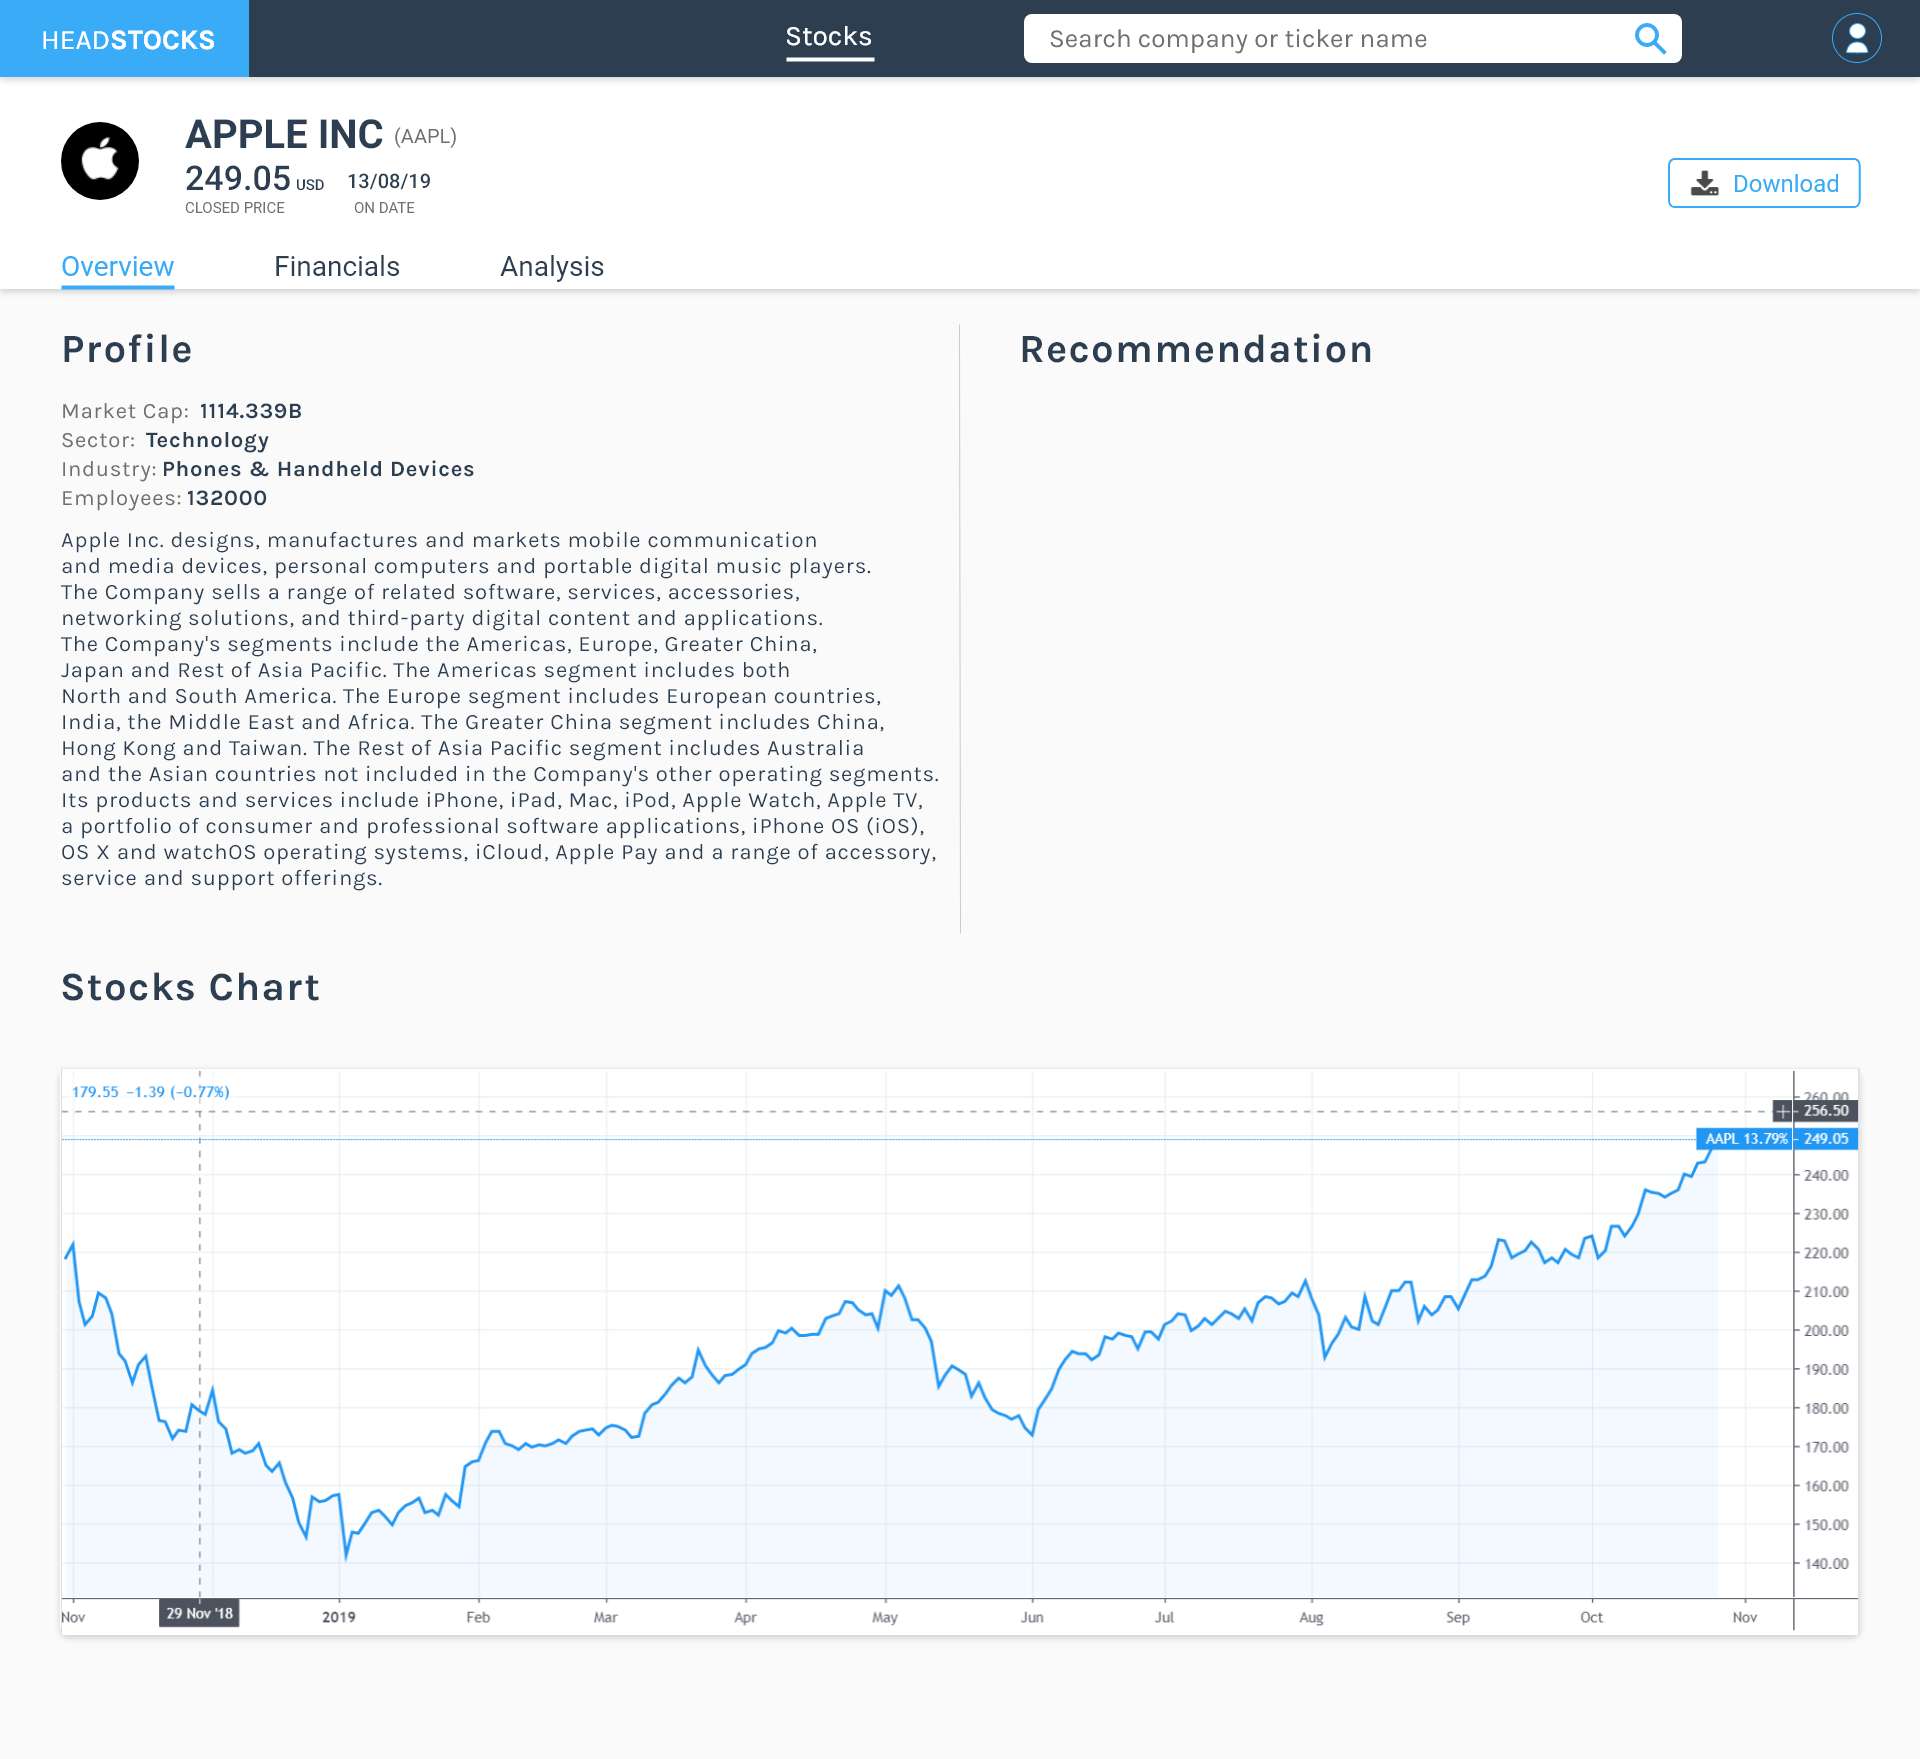 HEADSTOCKS
Stocks
Search company or ticker name
APPLE INC (AAPL)
249.05 USD 13/08/19
CLOSED PRICE ON DATE
Download
Overview Financials Analysis
Profile
Market Cap: 1114.339B
Sector: Technology
Industry: Phones & Handheld Devices
Employees: 132000
Apple Inc. designs, manufactures and markets mobile communication
and media devices, personal computers and portable digital music players.
The Company sells a range of related software, services, accessories,
networking solutions, and third-party digital content and applications.
The Company's segments include the Americas, Europe, Greater China,
Japan and Rest of Asia Pacific. The Americas segment includes both
North and South America. The Europe segment includes European countries,
India, the Middle East and Africa. The Greater China segment includes China,
Hong Kong and Taiwan. The Rest of Asia Pacific segment includes Australia
and the Asian countries not included in the Company's other operating segments.
Its products and services include iPhone, iPad, Mac, iPod, Apple Watch, Apple TV,
a portfolio of consumer and professional software applications, iPhone OS (iOS),
OS X and watchOS operating systems, iCloud, Apple Pay and a range of accessory,
service and support offerings.
Recommendation
Stocks Chart
179.55 −1.39 (−0.77%)
260.00
256.50
AAPL 13.79% 249.05
240.00
230.00
220.00
210.00
200.00
190.00
180.00
170.00
160.00
150.00
140.00
Nov 29 Nov '18 2019 Feb Mar Apr May Jun Jul Aug Sep Oct Nov